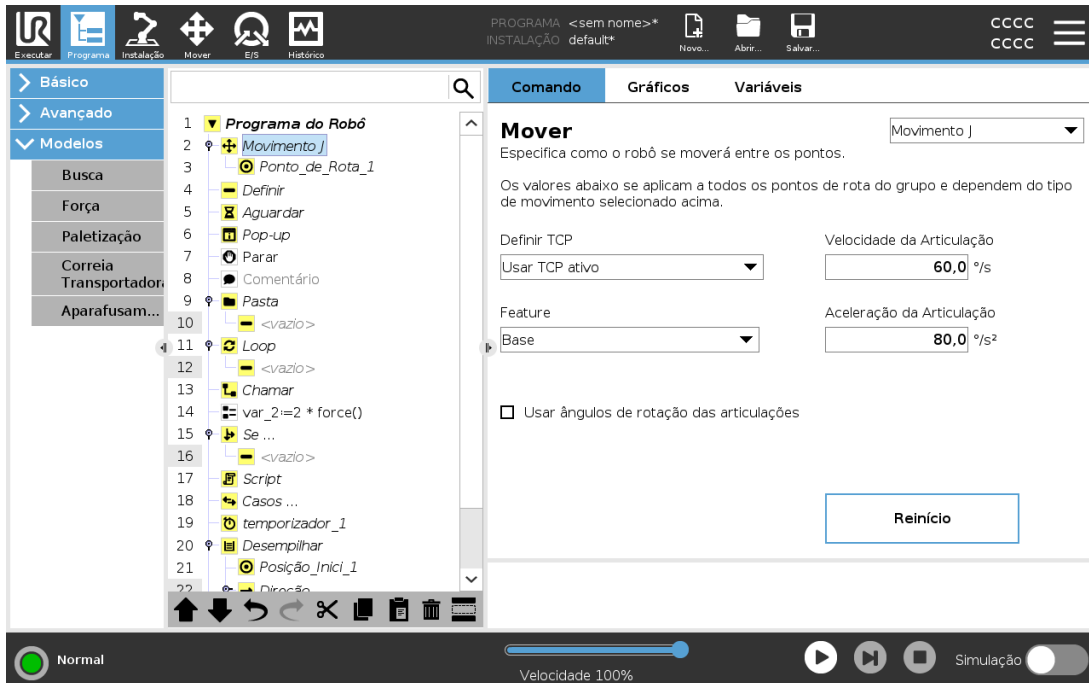 PROGRAMA <sem nome>*
INSTALAÇÃO default*
CCCC
CCCC
Executar Programa Instalação Mover E/S Histórico Novo... Abrir... Salvar...
Básico
Avançado
Modelos
Busca
Força
Paletização
Correia
Transportador
Aparafusam...
1 Programa do Robô
2 Movimento J
3 Ponto_de_Rota_1
4 Definir
5 Aguardar
6 Pop-up
7 Parar
8 Comentário
9 Pasta
10 <vazio>
11 Loop
12 <vazio>
13 Chamar
14 var_2:=2 * force()
15 Se ...
16 <vazio>
17 Script
18 Casos ...
19 temporizador_1
20 Desempilhar
21 Posição_Inici_1
22 Direção
Comando Gráficos Variáveis
Mover
Movimento J
Especifica como o robô se moverá entre os pontos.
Os valores abaixo se aplicam a todos os pontos de rota do grupo e dependem do tipo
de movimento selecionado acima.
Definir TCP Velocidade da Articulação
Usar TCP ativo 60,0 °/s
Feature Aceleração da Articulação
Base 80,0 °/s²
Usar ângulos de rotação das articulações
Reinício
Normal
Velocidade 100%
Simulação